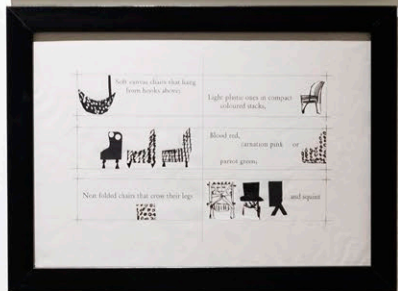 Soft canvas chairs that hang
from hooks above,
Light plastic ones in compact
coloured stacks,
Blood red,
carnation pink or
parrot green,
Neat folded chairs that cross their legs
and squint